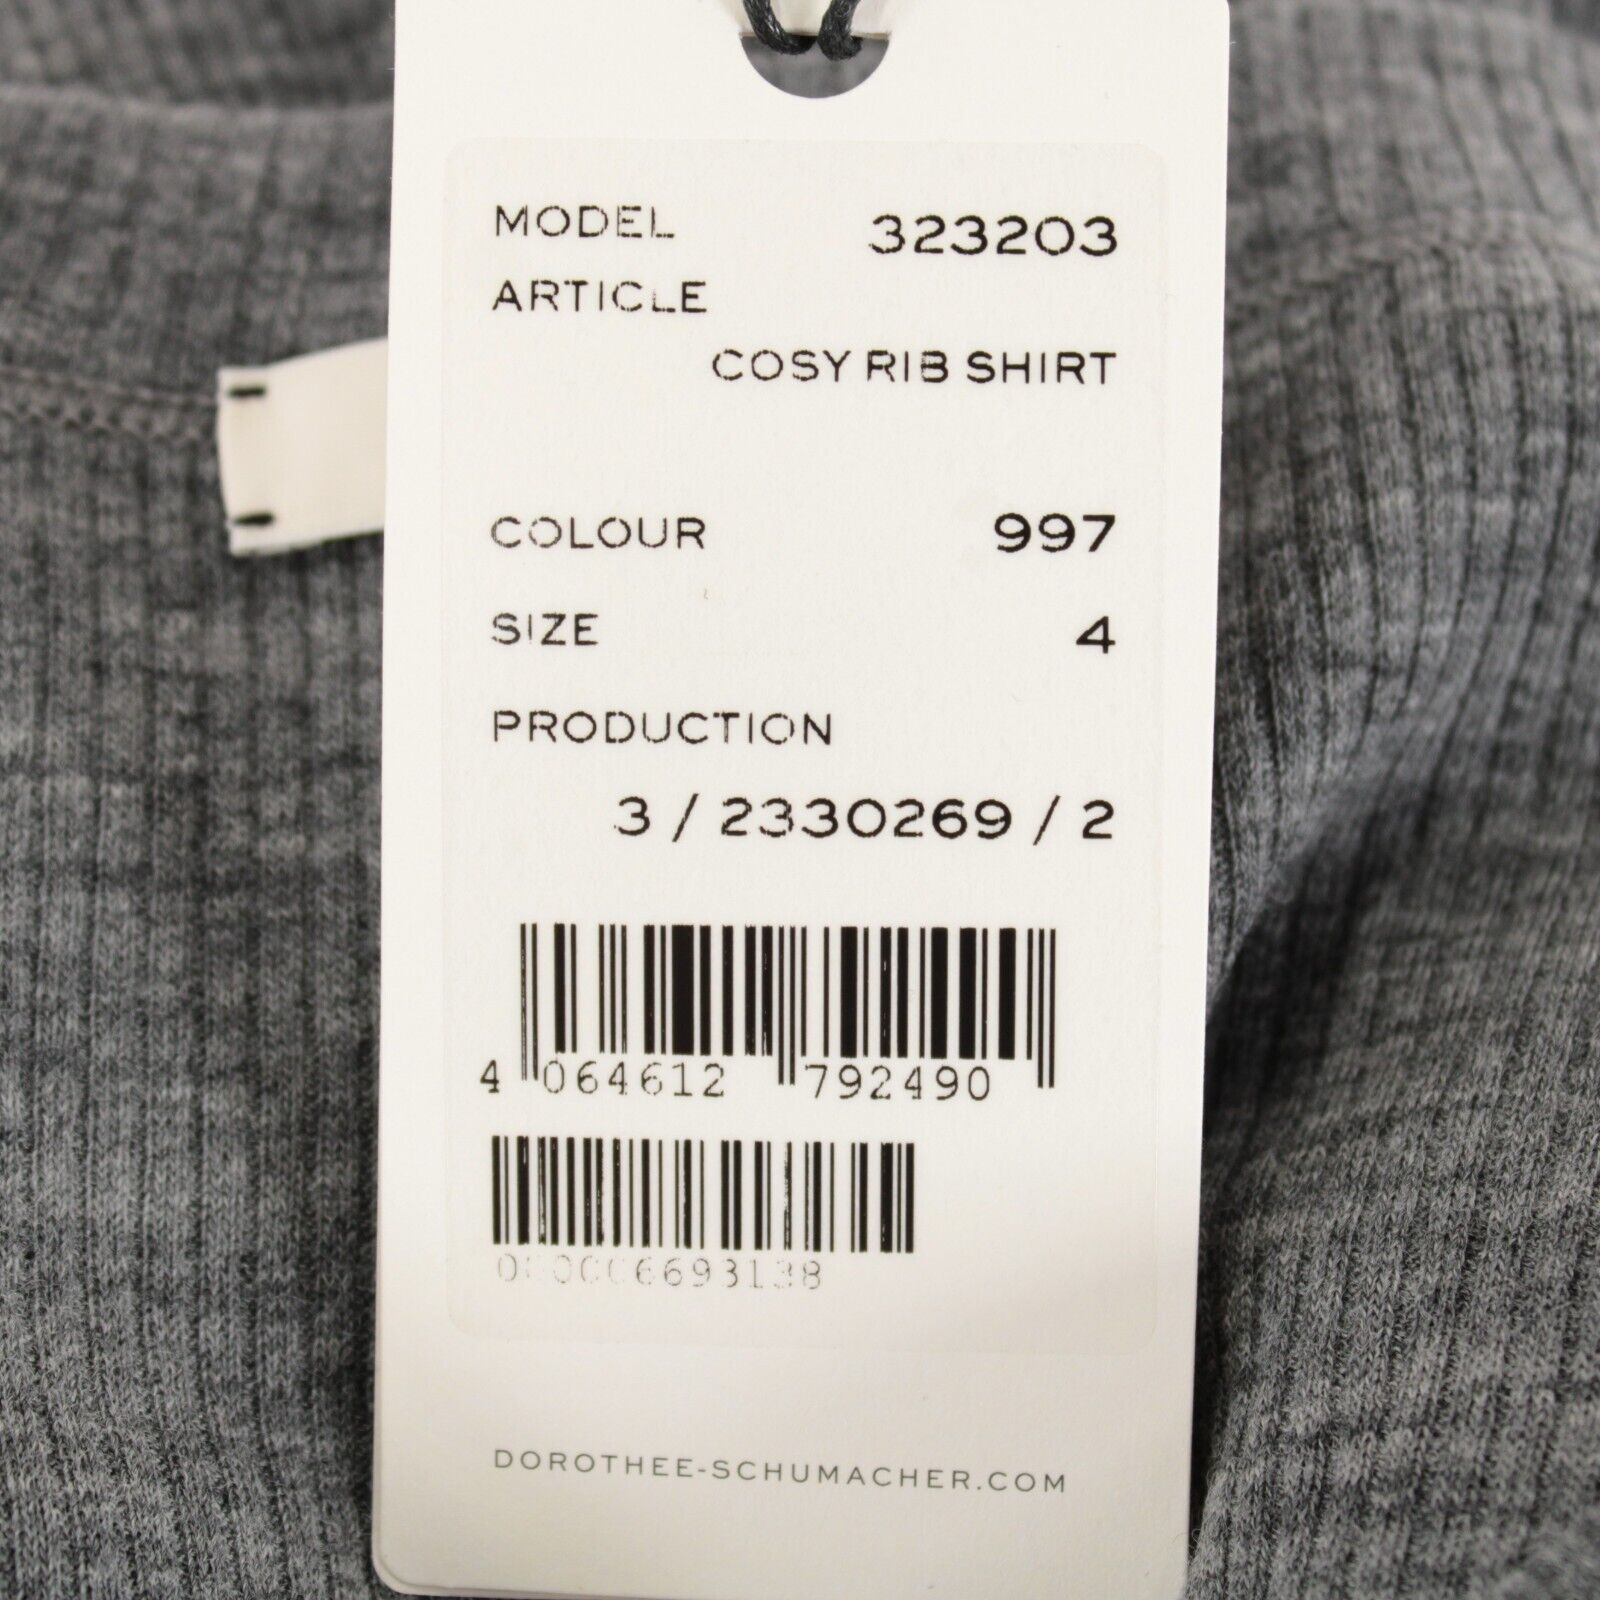 MODEL 323203
ARTICLE
COSY RIB SHIRT
COLOUR 997
SIZE 4
PRODUCTION
3 / 2330269 / 2
4 064612 792490
DOROTHEE-SCHUMACHER.COM